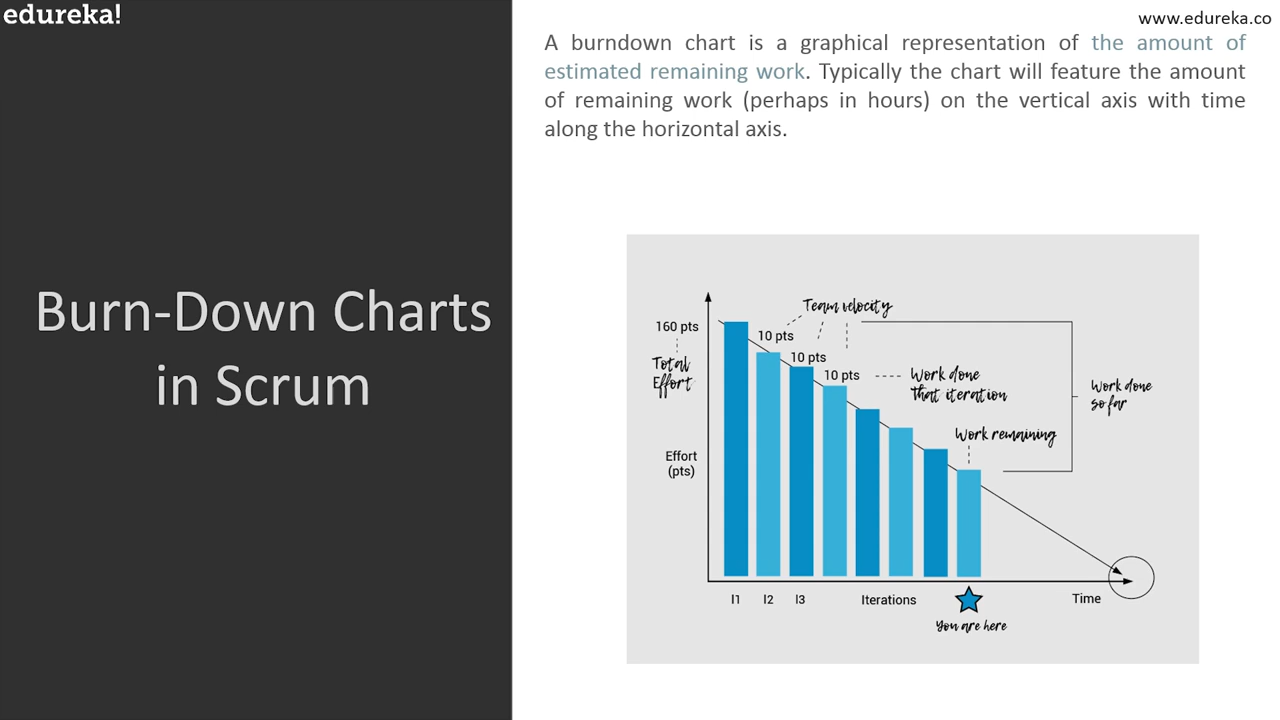 edureka!
www.edureka.co
A burndown chart is a graphical representation of the amount of
estimated remaining work. Typically the chart will feature the amount
of remaining work (perhaps in hours) on the vertical axis with time
along the horizontal axis.
Burn-Down Charts
in Scrum
Team velocity
160 pts
10 pts
10 pts
10 pts
Total
Effort
Work done
that iteration
Work done
so far
Work remaining
Effort
(pts)
I1 I2 I3 Iterations Time
You are here